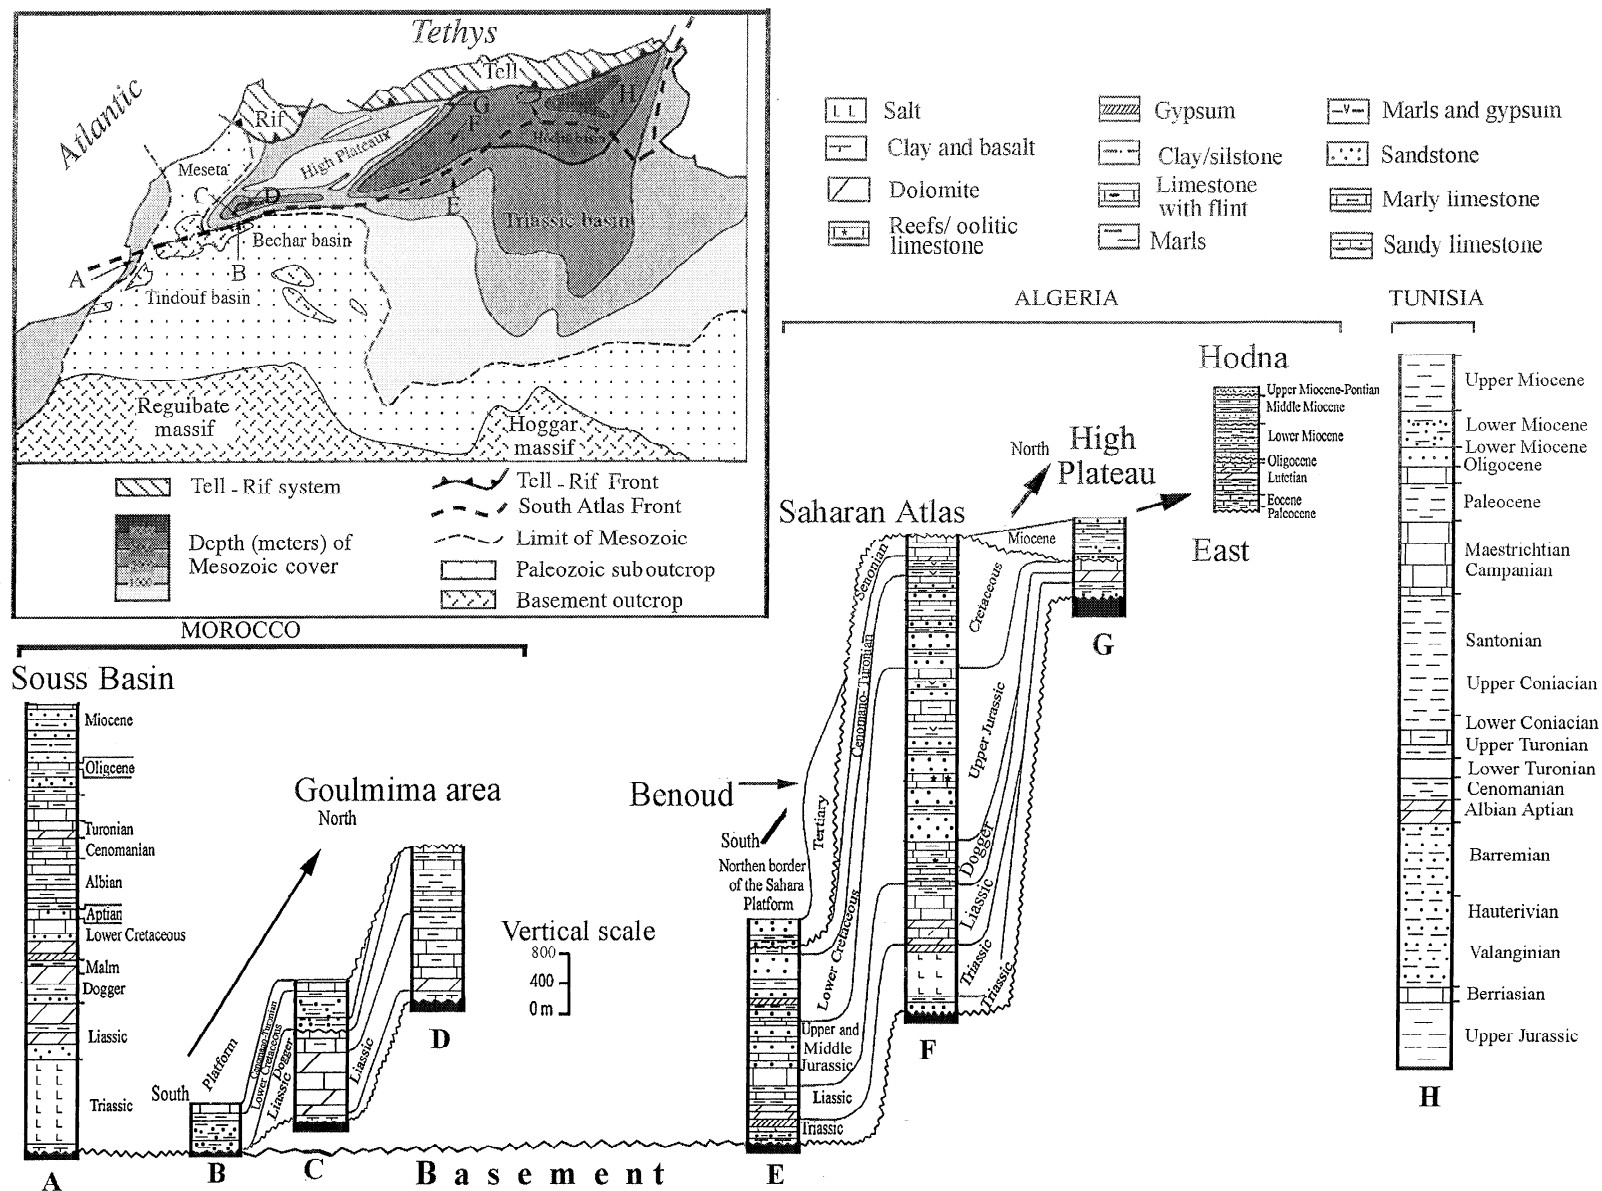 Tethys
Atlantic
Tell
Rif
High Plateaux
Meseta
C
D
G
F
H
E
Triassic basin
Bechar basin
A
B
Tindouf basin
Reguibate
massif
Hoggar
massif
Tell - Rif system
Depth (meters) of
Mesozoic cover
Tell - Rif Front
South Atlas Front
Limit of Mesozoic
Paleozoic suboutcrop
Basement outcrop
Salt
Clay and basalt
Dolomite
Reefs/ oolitic
limestone
Gypsum
Clay/silstone
Limestone
with flint
Marls
Marls and gypsum
Sandstone
Marly limestone
Sandy limestone
MOROCCO
ALGERIA
TUNISIA
Souss Basin
Miocene
Oligcene
Turonian
Cenomanian
Albian
Aptian
Lower Cretaceous
Malm
Dogger
Liassic
Triassic
A
Goulmima area
North
South
Platform
Cenomano-Turonian
Lower Cretaceous
Dogger
Liassic
Liassic
B
C
D
Basement
Vertical scale
800
400
0 m
Benoud
South
Northen border
of the Sahara
Platform
Tertiary
Senonian
Cenomano-Turonian
Lower Cretaceous
Upper and
Middle
Jurassic
Liassic
Triassic
E
Saharan Atlas
Cretaceous
Upper Jurassic
Dogger
Liassic
Triassic
Triassic
F
North
High
Plateau
Miocene
G
East
Hodna
Upper Miocene-Pontian
Middle Miocene
Lower Miocene
Oligocene
Lutetian
Eocene
Paleocene
Upper Miocene
Lower Miocene
Lower Miocene
Oligocene
Paleocene
Maestrichtian
Campanian
Santonian
Upper Coniacian
Lower Coniacian
Upper Turonian
Lower Turonian
Cenomanian
Albian Aptian
Barremian
Hauterivian
Valanginian
Berriasian
Upper Jurassic
H